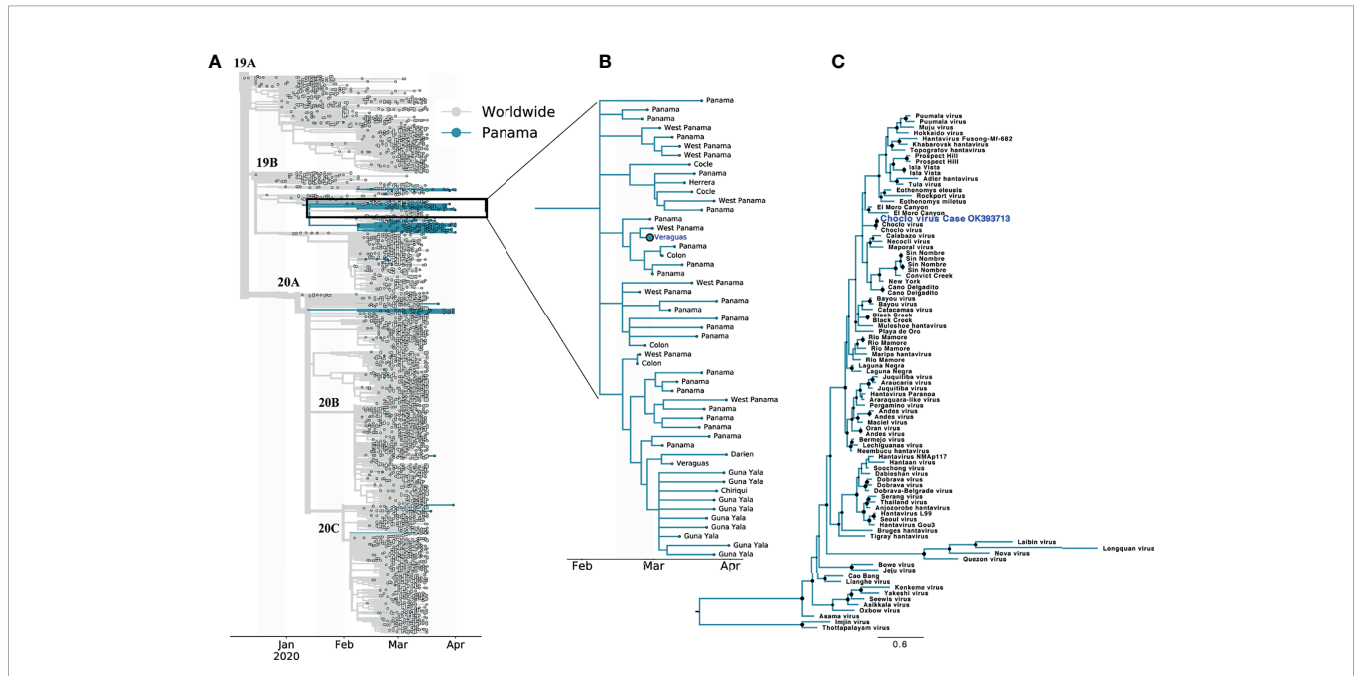 A
19A
Worldwide
Panama
19B
20A
20B
20C
Jan
2020
Feb
Mar
Apr
B
Panama
Panama
Panama
West Panama
Panama
West Panama
West Panama
Cocle
Panama
Herrera
Cocle
West Panama
Panama
Panama
West Panama
Veraguas
Panama
Colon
Panama
Panama
West Panama
West Panama
Panama
Panama
Panama
Panama
Panama
Colon
West Panama
Colon
Panama
Panama
Panama
West Panama
Panama
Panama
Panama
Panama
Panama
Darien
Veraguas
Guna Yala
Guna Yala
Chiriqui
Guna Yala
Guna Yala
Guna Yala
Guna Yala
Guna Yala
Guna Yala
Guna Yala
Feb
Mar
Apr
C
Puumala virus
Puumala virus
Muju virus
Hokkaido virus
Hantavirus Fusong-Mf-682
Khabarovsk hantavirus
Topografov hantavirus
Prospect Hill
Prospect Hill
Isla Vista
Isla Vista
Adler hantavirus
Tula virus
Eothenomys eleusis
Rockport virus
Eothenomys miletus
El Moro Canyon
El Moro Canyon
Choclo virus Case OK393713
Choclo virus
Choclo virus
Calabazo virus
Necocli virus
Maporal virus
Sin Nombre
Sin Nombre
Sin Nombre
Convict Creek
New York
Cano Delgadito
Cano Delgadito
Bayou virus
Bayou virus
Catacamas virus
Black Creek
Black Creek
Muleshoe hantavirus
Playa de Oro
Rio Mamore
Rio Mamore
Rio Mamore
Maripa hantavirus
Rio Mamore
Laguna Negra
Laguna Negra
Juquitiba virus
Araucaria virus
Juquitiba virus
Hantavirus Paranoa
Araraquara-like virus
Pergamino virus
Andes virus
Andes virus
Maciel virus
Oran virus
Andes virus
Bermejo virus
Lechiguanas virus
Neembucu hantavirus
Hantavirus NMAp117
Hantaan virus
Soochong virus
Dabieshan virus
Dobrava virus
Dobrava virus
Dobrava-Belgrade virus
Serang virus
Thailand virus
Anjozorobe hantavirus
Hantavirus L99
Seoul virus
Hantavirus Gou3
Bruges hantavirus
Tigray hantavirus
Laibin virus
Longquan virus
Nova virus
Quezon virus
Bowe virus
Jeju virus
Cao Bang
Lianghe virus
Kenkeme virus
Yakeshi virus
Seewis virus
Asikkala virus
Oxbow virus
Asama virus
Imjin virus
Thottapalayam virus
0.6